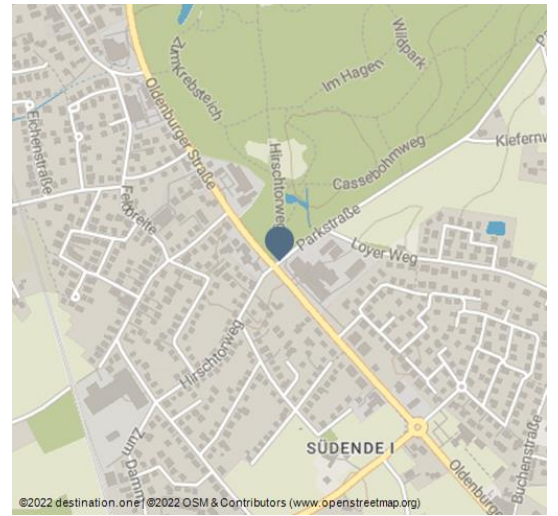 Wildpark
Im Hagen
Zum Krebsteich
Eichenstraße
Oldenburger Straße
Hirschtorweg
Cassebohmweg
Kiefernw
Feldbreite
Parkstraße
Loyer Weg
Hirschtorweg
Zum
Damm
SÜDENDE I
Buchenstraße
Oldenburge
©2022 destination.one | ©2022 OSM & Contributors (www.openstreetmap.org)